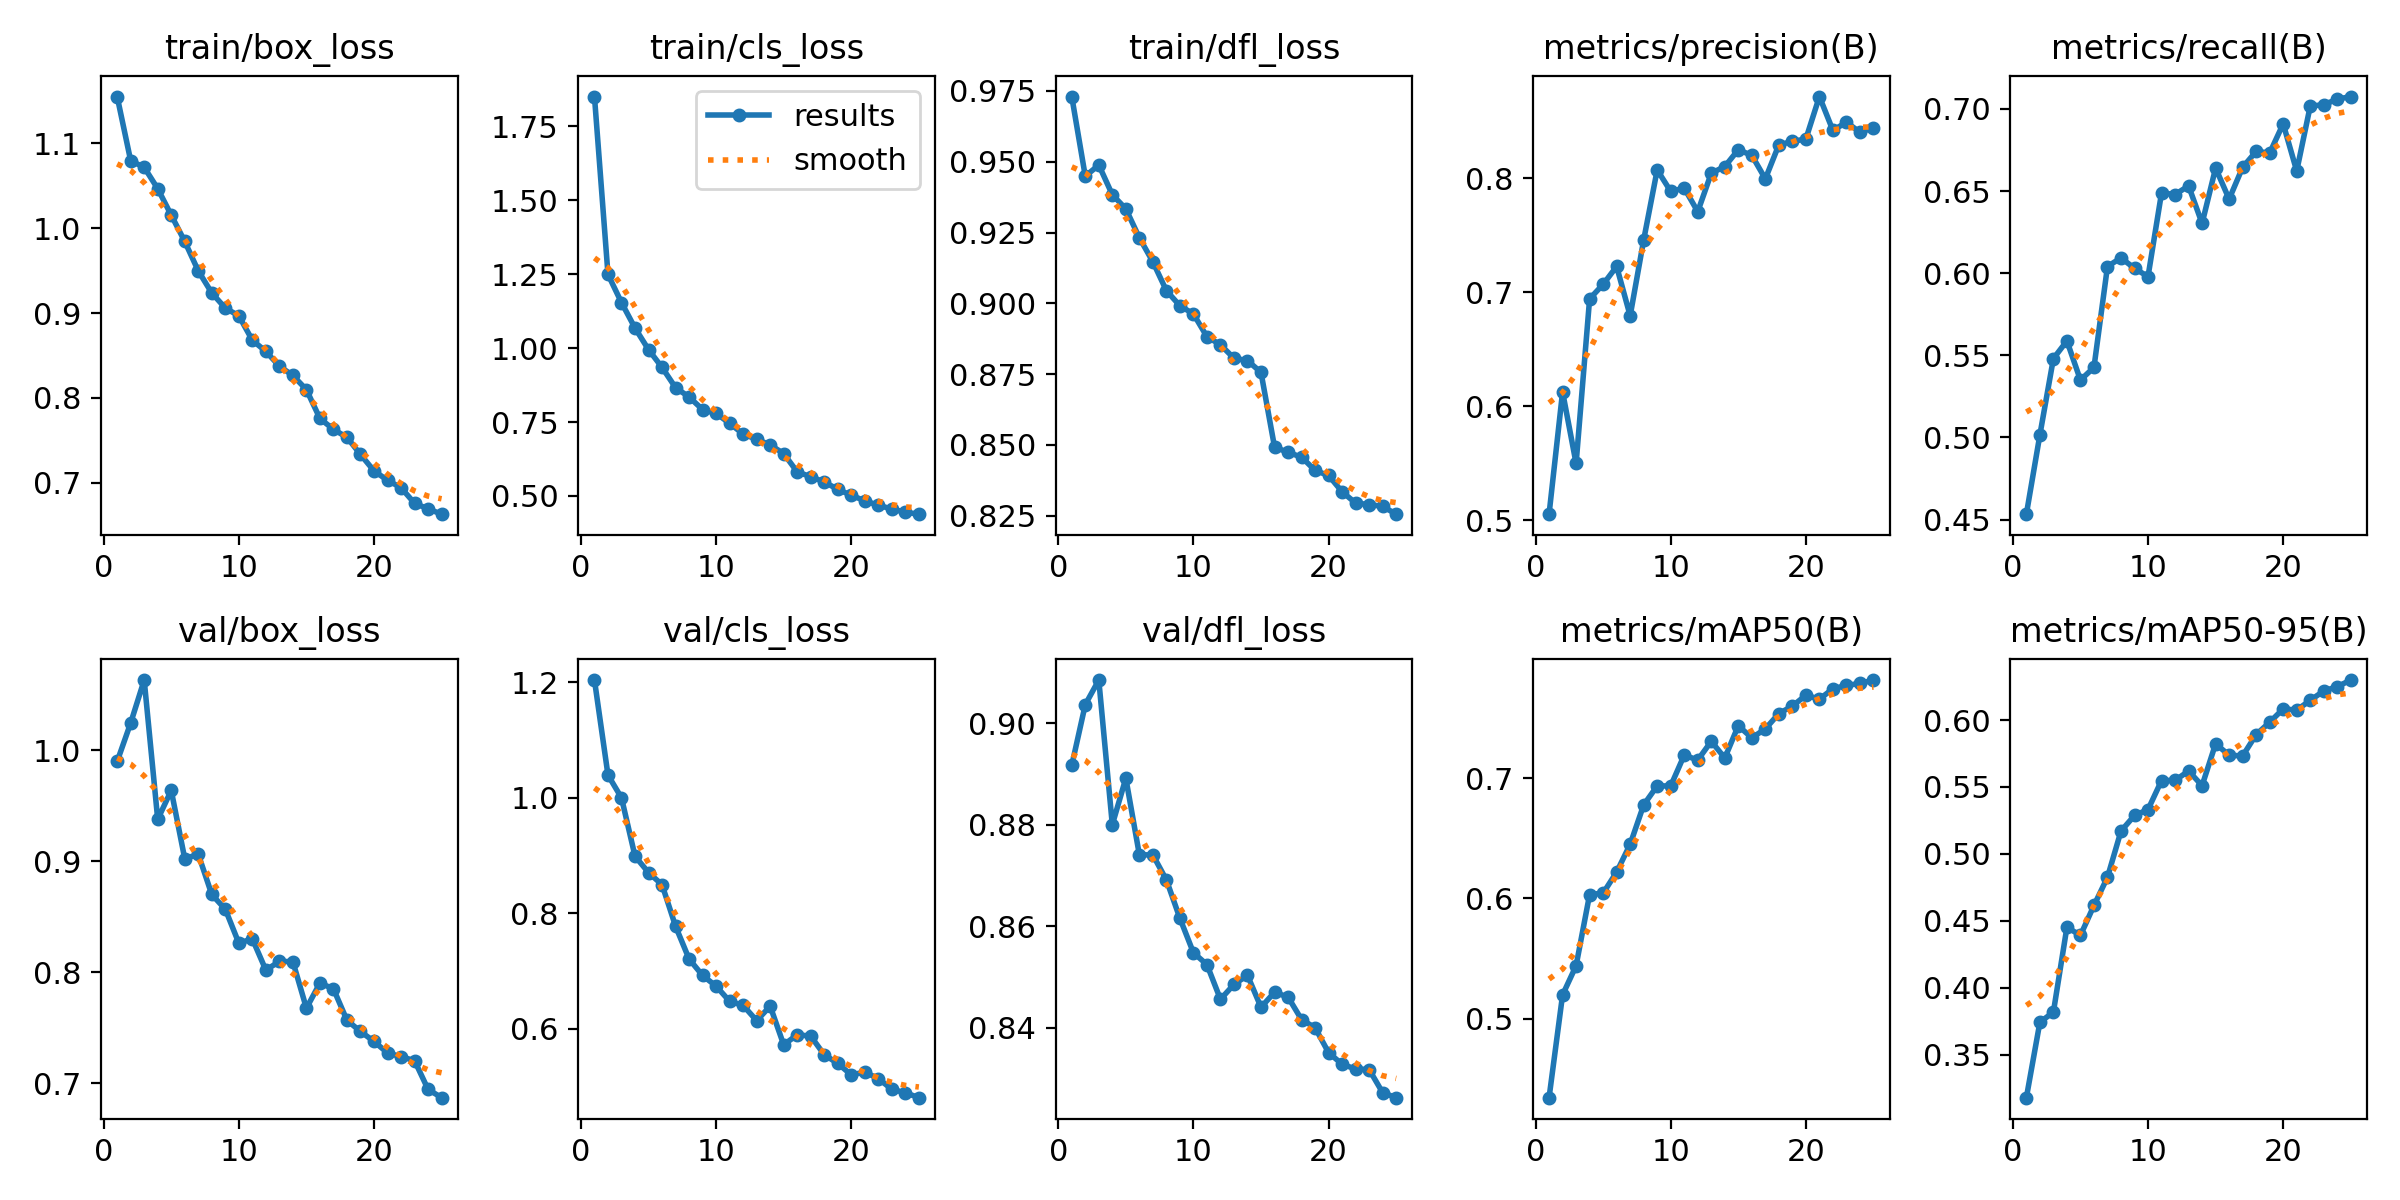 train/box_loss
train/cls_loss
train/dfl_loss
metrics/precision(B)
metrics/recall(B)
1.1
1.0
0.9
0.8
0.7
0 10 20
1.75
1.50
1.25
1.00
0.75
0.50
results
smooth
0 10 20
0.975
0.950
0.925
0.900
0.875
0.850
0.825
0 10 20
0.8
0.7
0.6
0.5
0 10 20
0.70
0.65
0.60
0.55
0.50
0.45
0 10 20
val/box_loss
val/cls_loss
val/dfl_loss
metrics/mAP50(B)
metrics/mAP50-95(B)
1.0
0.9
0.8
0.7
0 10 20
1.2
1.0
0.8
0.6
0 10 20
0.90
0.88
0.86
0.84
0 10 20
0.7
0.6
0.5
0 10 20
0.60
0.55
0.50
0.45
0.40
0.35
0 10 20